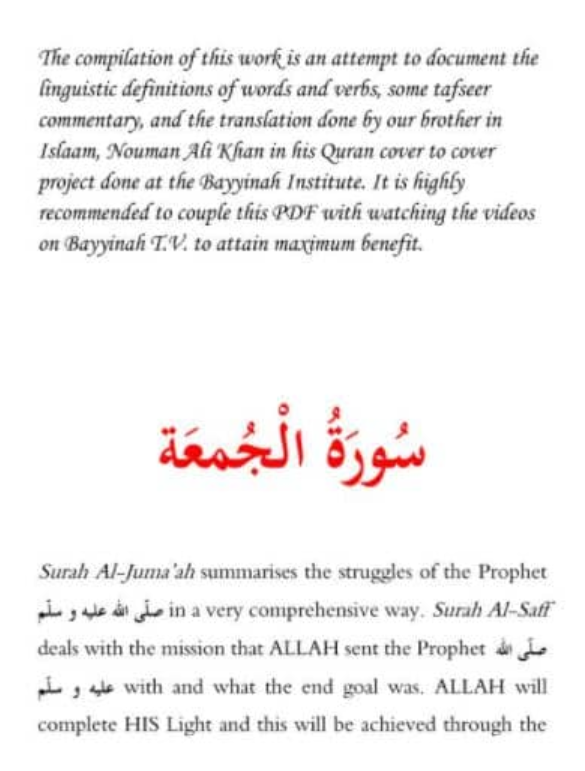 The compilation of this work is an attempt to document the
linguistic definitions of words and verbs, some tafseer
commentary, and the translation done by our brother in
Islaam, Nouman Ali Khan in his Quran cover to cover
project done at the Bayyinah Institute. It is highly
recommended to couple this PDF with watching the videos
on Bayyinah T.V. to attain maximum benefit.
سُورَةُ الْجُمعَة
Surah Al-Juma'ah summarises the struggles of the Prophet
صلّى الله عليه و سلّم in a very comprehensive way. Surah Al-Saff
deals with the mission that ALLAH sent the Prophet صلّى الله
عليه و سلّم with and what the end goal was. ALLAH will
complete HIS Light and this will be achieved through the